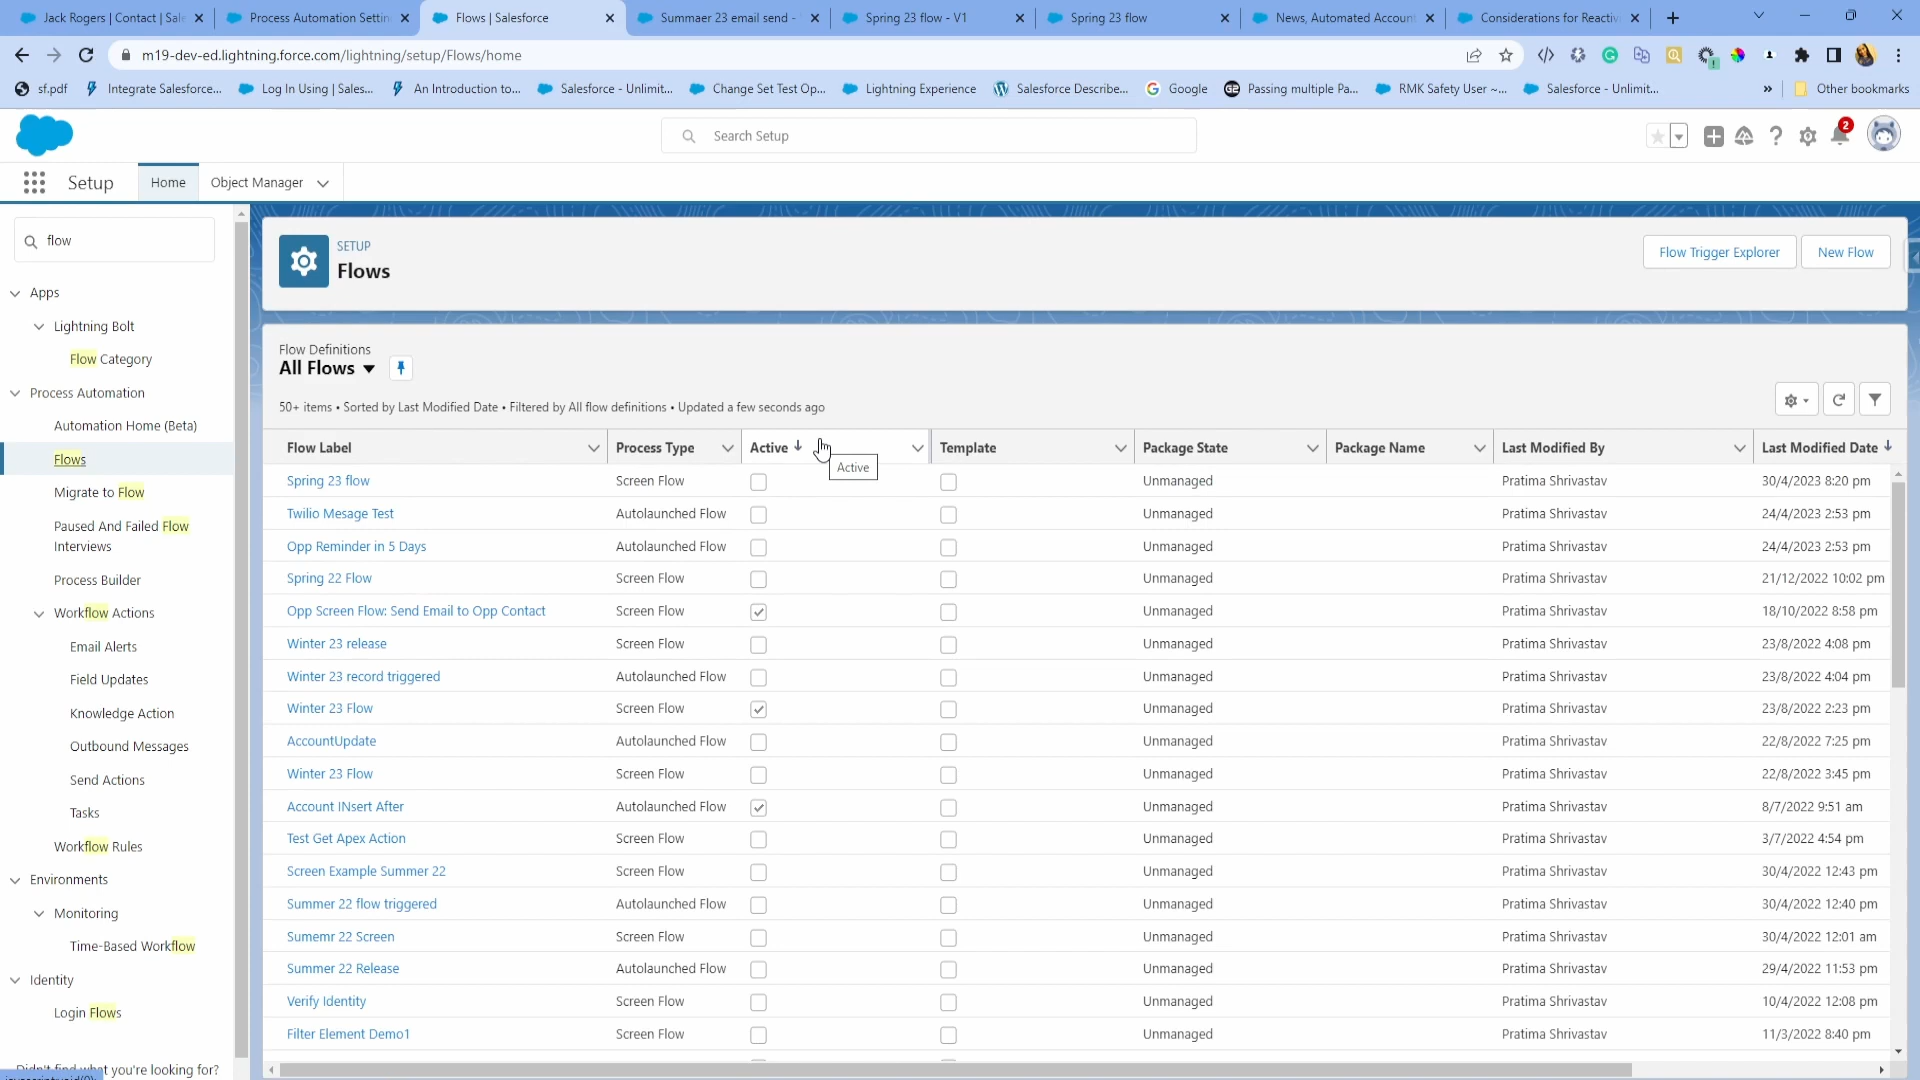 Jack Rogers | Contact | Sale
Process Automation Settin
Flows | Salesforce
Summaer 23 email send -
Spring 23 flow - V1
Spring 23 flow
News, Automated Account
Considerations for Reactiv
m19-dev-ed.lightning.force.com/lightning/setup/Flows/home
sf.pdf
Integrate Salesforce...
Log In Using | Sales...
An Introduction to...
Salesforce - Unlimit...
Change Set Test Op...
Lightning Experience
Salesforce Describe...
Google
Passing multiple Pa...
RMK Safety User ~...
Salesforce - Unlimit...
»
Other bookmarks
Search Setup
2
Setup
Home
Object Manager
flow
Apps
Lightning Bolt
Flow Category
Process Automation
Automation Home (Beta)
Flows
Migrate to Flow
Paused And Failed Flow
Interviews
Process Builder
Workflow Actions
Email Alerts
Field Updates
Knowledge Action
Outbound Messages
Send Actions
Tasks
Workflow Rules
Environments
Monitoring
Time-Based Workflow
Identity
Login Flows
Didn't find what you're looking for?
SETUP
Flows
Flow Trigger Explorer
New Flow
Flow Definitions
All Flows
50+ items • Sorted by Last Modified Date • Filtered by All flow definitions • Updated a few seconds ago
Flow Label Process Type Active Template Package State Package Name Last Modified By Last Modified Date
Active
Spring 23 flow Screen Flow Unmanaged Pratima Shrivastav 30/4/2023 8:20 pm
Twilio Mesage Test Autolaunched Flow Unmanaged Pratima Shrivastav 24/4/2023 2:53 pm
Opp Reminder in 5 Days Autolaunched Flow Unmanaged Pratima Shrivastav 24/4/2023 2:53 pm
Spring 22 Flow Screen Flow Unmanaged Pratima Shrivastav 21/12/2022 10:02 pm
Opp Screen Flow: Send Email to Opp Contact Screen Flow Unmanaged Pratima Shrivastav 18/10/2022 8:58 pm
Winter 23 release Screen Flow Unmanaged Pratima Shrivastav 23/8/2022 4:08 pm
Winter 23 record triggered Autolaunched Flow Unmanaged Pratima Shrivastav 23/8/2022 4:04 pm
Winter 23 Flow Screen Flow Unmanaged Pratima Shrivastav 23/8/2022 2:23 pm
AccountUpdate Autolaunched Flow Unmanaged Pratima Shrivastav 22/8/2022 7:25 pm
Winter 23 Flow Screen Flow Unmanaged Pratima Shrivastav 22/8/2022 3:45 pm
Account INsert After Autolaunched Flow Unmanaged Pratima Shrivastav 8/7/2022 9:51 am
Test Get Apex Action Screen Flow Unmanaged Pratima Shrivastav 3/7/2022 4:54 pm
Screen Example Summer 22 Screen Flow Unmanaged Pratima Shrivastav 30/4/2022 12:43 pm
Summer 22 flow triggered Autolaunched Flow Unmanaged Pratima Shrivastav 30/4/2022 12:40 pm
Sumemr 22 Screen Screen Flow Unmanaged Pratima Shrivastav 30/4/2022 12:01 am
Summer 22 Release Autolaunched Flow Unmanaged Pratima Shrivastav 29/4/2022 11:53 pm
Verify Identity Screen Flow Unmanaged Pratima Shrivastav 10/4/2022 12:08 pm
Filter Element Demo1 Screen Flow Unmanaged Pratima Shrivastav 11/3/2022 8:40 pm